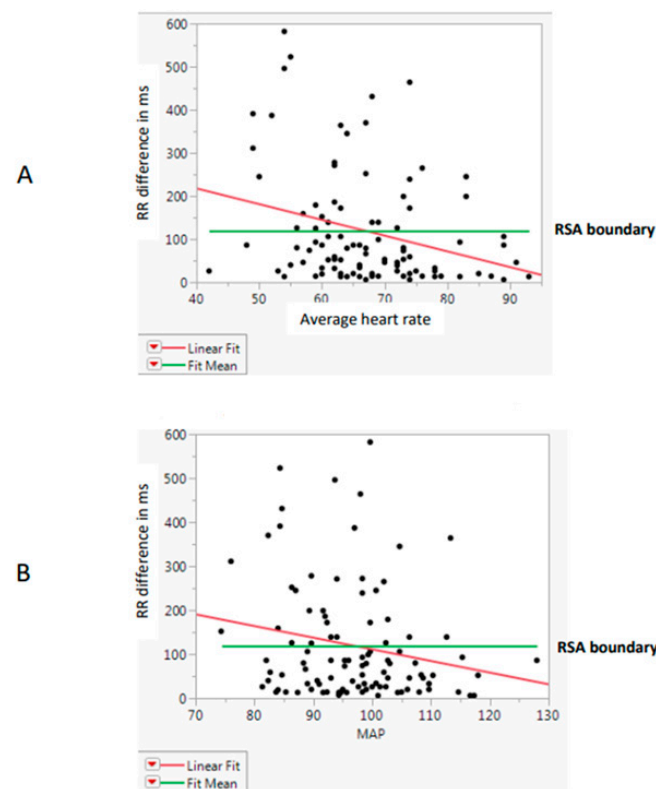 A
RR difference in ms
600
500
400
300
200
100
0
RSA boundary
40 50 60 70 80 90
Average heart rate
Linear Fit
Fit Mean
B
RR difference in ms
600
500
400
300
200
100
0
RSA boundary
70 80 90 100 110 120 130
MAP
Linear Fit
Fit Mean